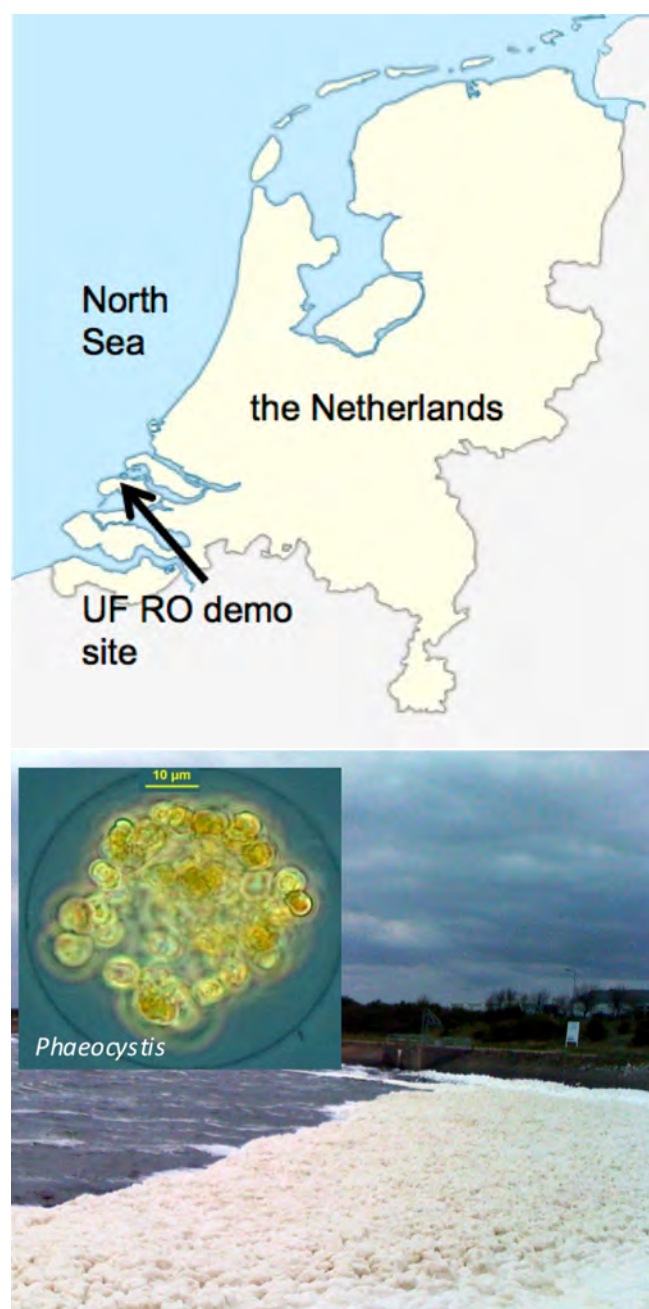 North
Sea
the Netherlands
UF RO demo
site
10 µm
Phaeocystis